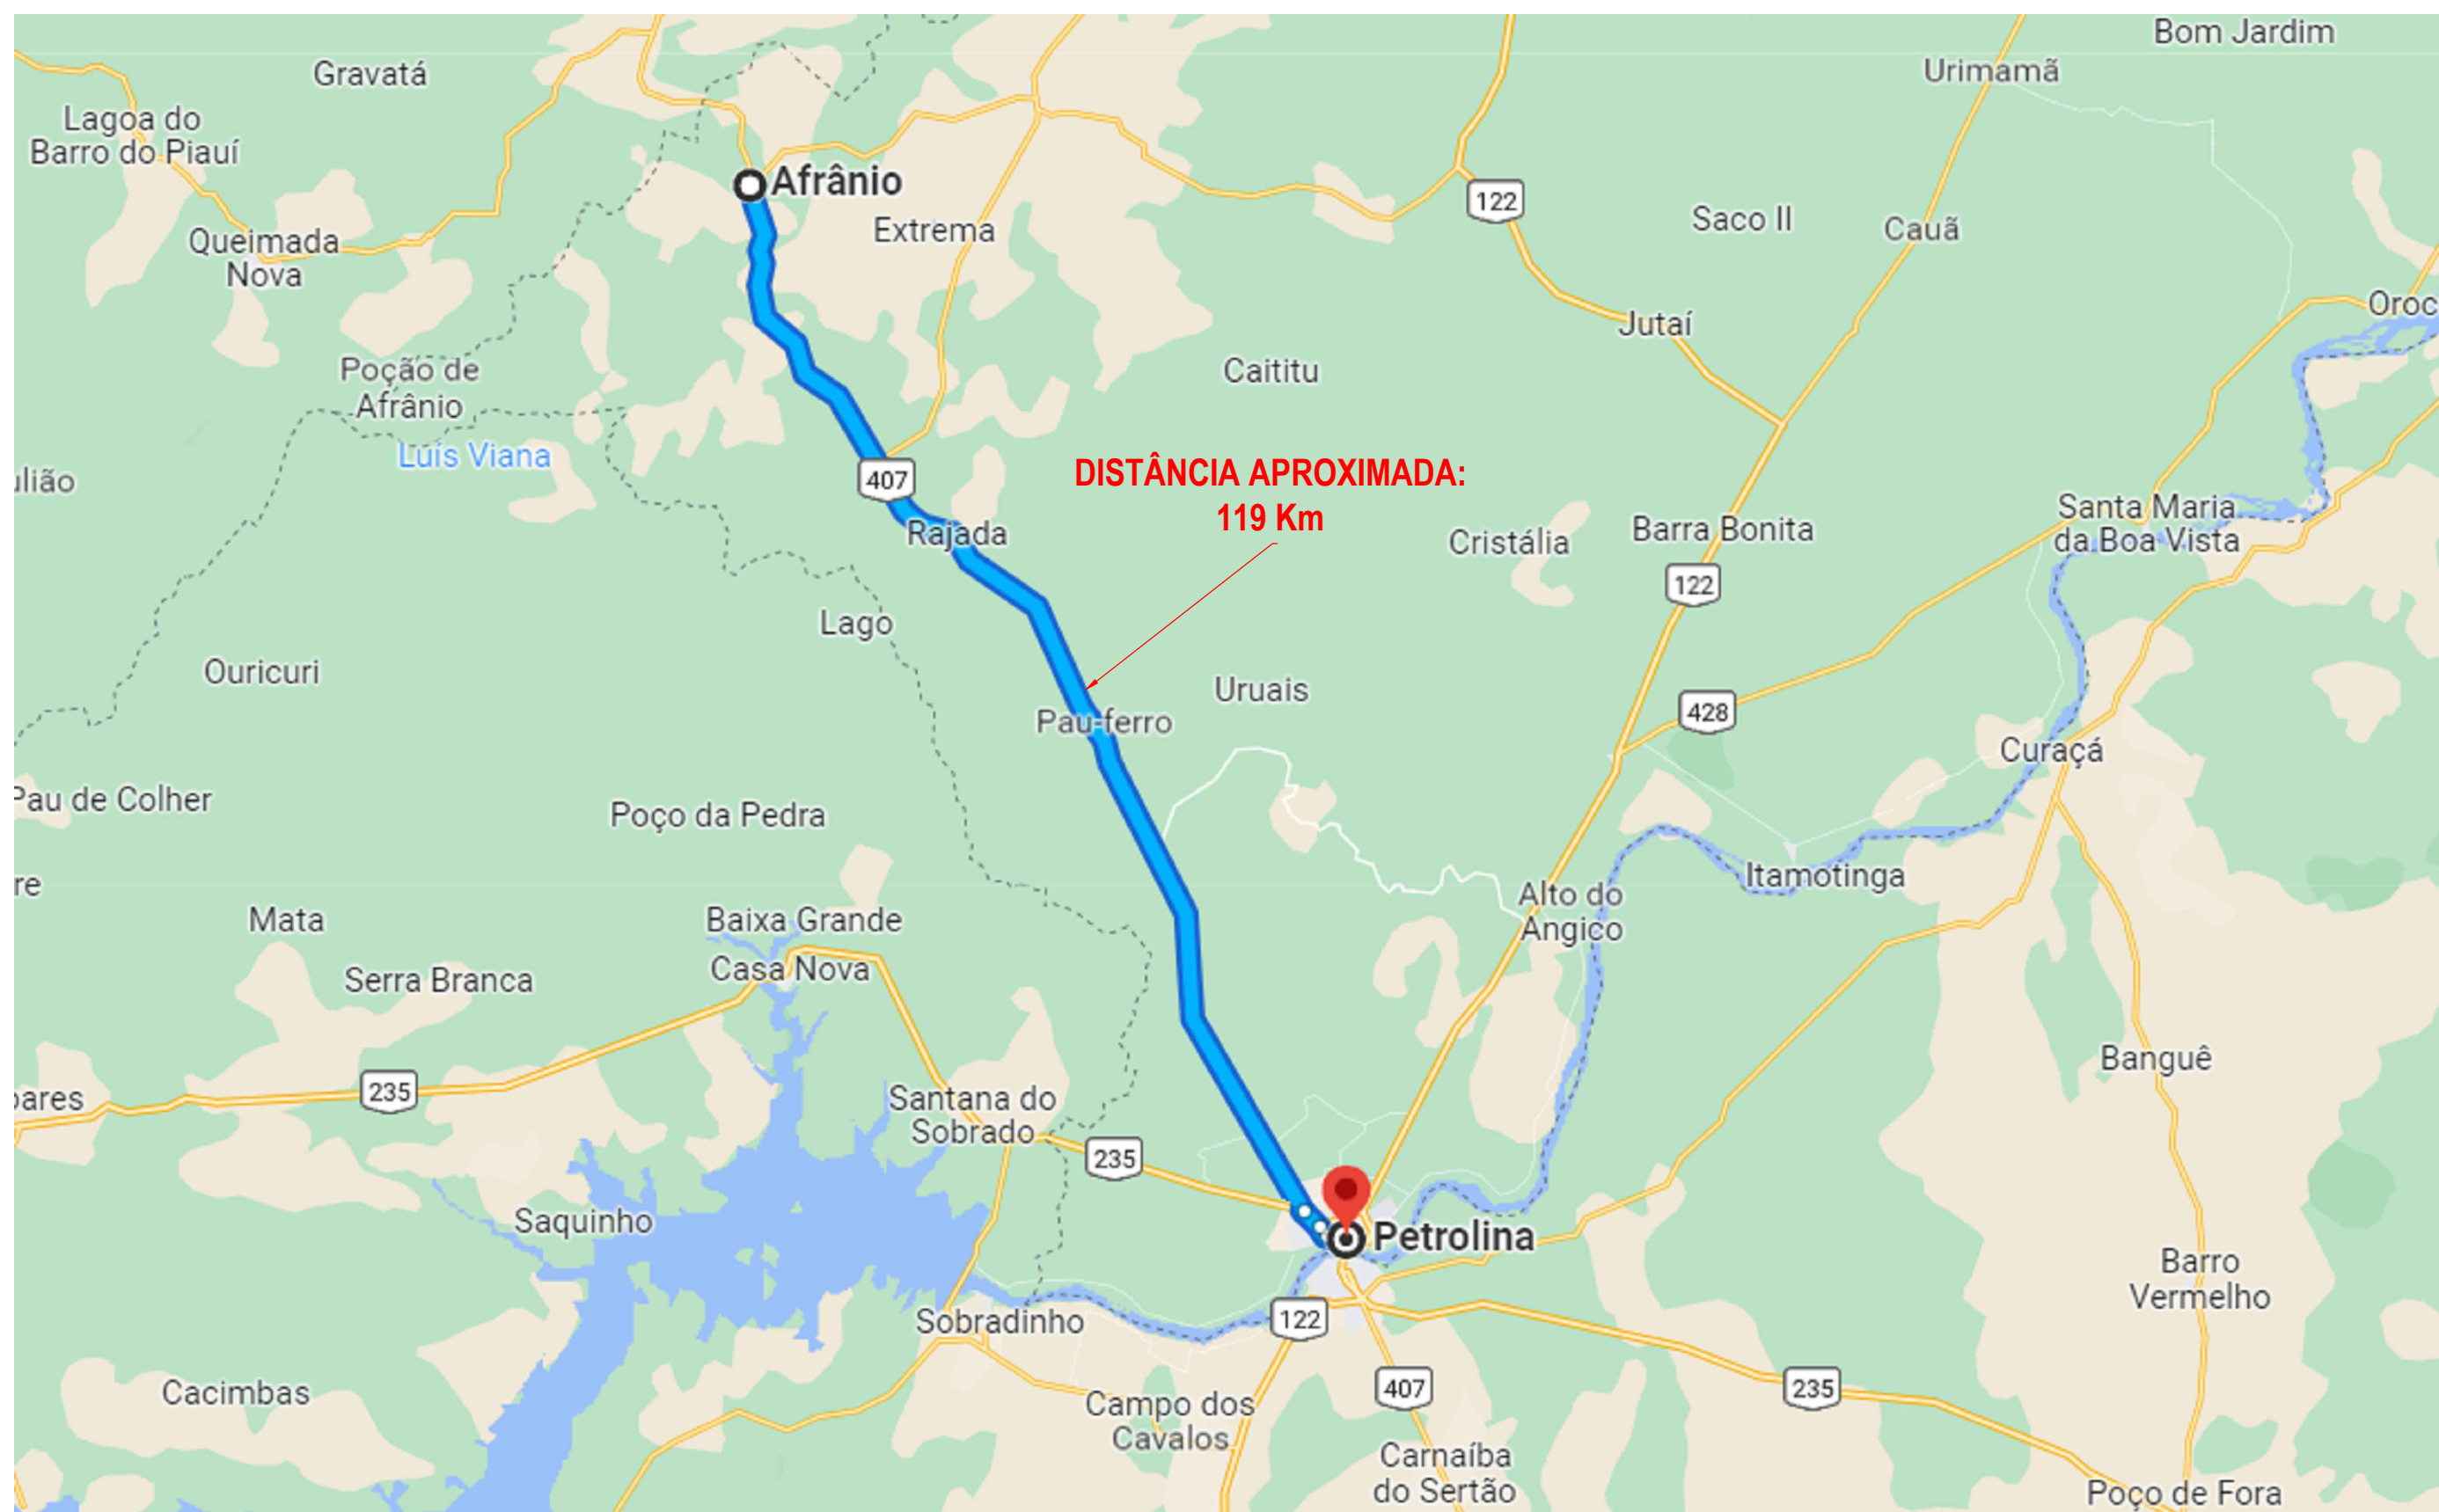 Bom Jardim
Gravatá
Urimamã
Lagoa do
Barro do Piauí
Afrânio
122
Saco II
Cauã
Extrema
Queimada
Nova
Oroc
Jutaí
Poção de
Afrânio
Caititu
Luís Viana
ulião
407
DISTÂNCIA APROXIMADA:
119 Km
Santa Maria
da Boa Vista
Rajada
Cristália
Barra Bonita
122
Lago
Ouricuri
Uruais
428
Pau-ferro
Curaçá
Pau de Colher
Poço da Pedra
re
Itamotinga
Alto do
Angico
Mata
Baixa Grande
Casa Nova
Serra Branca
Banguê
235
ares
Santana do
Sobrado
235
Saquinho
Petrolina
Barro
Vermelho
Sobradinho
122
Cacimbas
407
235
Campo dos
Cavalos
Carnaíba
do Sertão
Poço de Fora